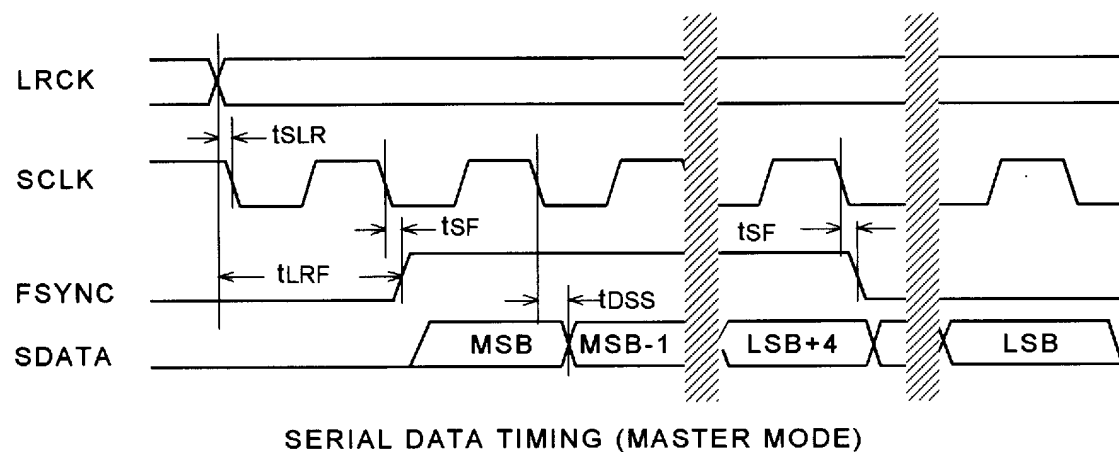 LRCK
tSLR
SCLK
tSF
tSF
tLRF
FSYNC
tDSS
SDATA
MSB
MSB-1
LSB+4
LSB
SERIAL DATA TIMING (MASTER MODE)